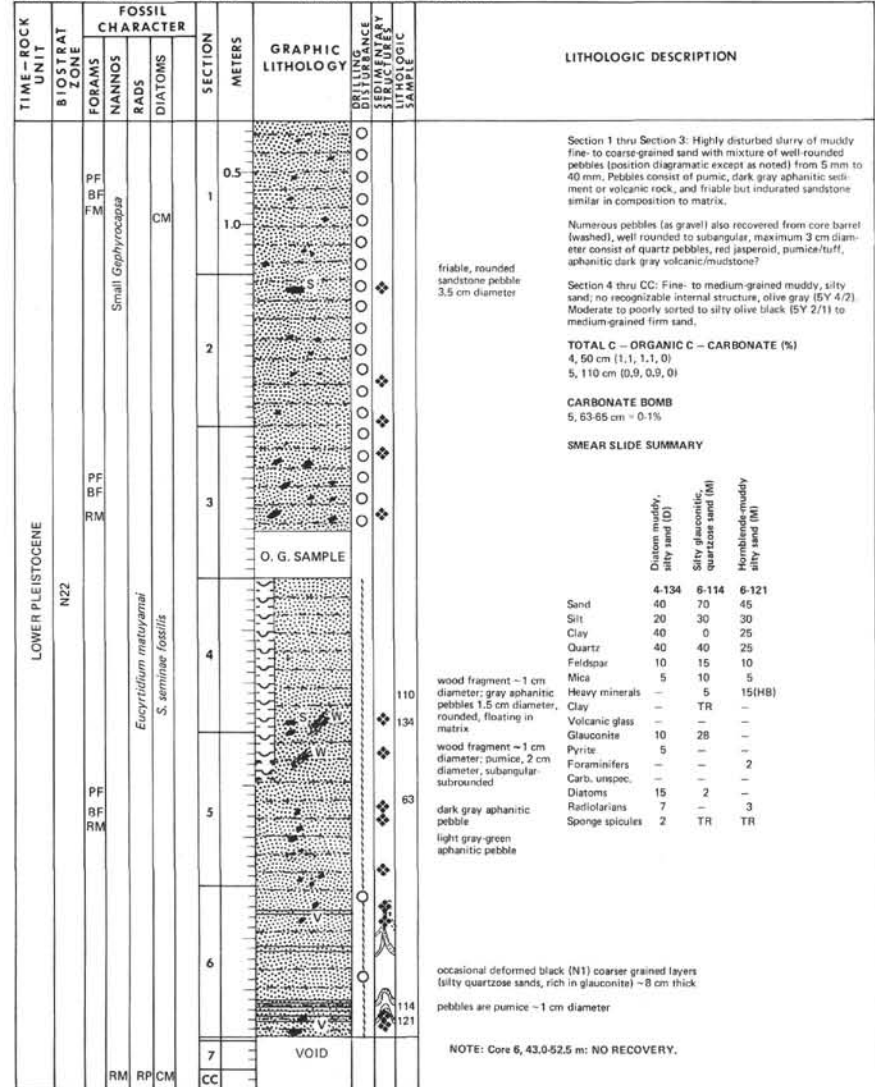 TIME–ROCK UNIT
BIOSTRAT ZONE
FOSSIL CHARACTER
FORAMS
NANNOS
RADS
DIATOMS
SECTION
METERS
GRAPHIC LITHOLOGY
DRILLING DISTURBANCE
SEDIMENTARY STRUCTURES
LITHOLOGIC SAMPLE
LITHOLOGIC DESCRIPTION
LOWER PLEISTOCENE
N22
PF
BF
FM
Small Gephyrocapsa
CM
1
0.5
1.0
S
friable, rounded
sandstone pebble
3.5 cm diameter
2
PF
BF
RM
3
O. G. SAMPLE
Eucyrtidium matuyamai
S. seminae fossilis
4
S
W
110
134
wood fragment ~1 cm
diameter; gray aphanitic
pebbles 1.5 cm diameter,
rounded, floating in
matrix
W
wood fragment ~1 cm
diameter; pumice, 2 cm
diameter, subangular-
subrounded
PF
BF
RM
5
63
dark gray aphanitic
pebble
light gray-green
aphanitic pebble
6
V
V
114
121
occasional deformed black (N1) coarser grained layers
(silty quartzose sands, rich in glauconite) ~8 cm thick
pebbles are pumice ~1 cm diameter
7
VOID
RM
RP
CM
CC
Section 1 thru Section 3: Highly disturbed slurry of muddy
fine- to coarse-grained sand with mixture of well-rounded
pebbles (position diagramatic except as noted) from 5 mm to
40 mm. Pebbles consist of pumic, dark gray aphanitic sedi-
ment or volcanic rock, and friable but indurated sandstone
similar in composition to matrix.
Numerous pebbles (as gravel) also recovered from core barrel
(washed), well rounded to subangular, maximum 3 cm diam-
eter consist of quartz pebbles, red jasperoid, pumice/tuff,
aphanitic dark gray volcanic/mudstone?
Section 4 thru CC: Fine- to medium-grained muddy, silty
sand; no recognizable internal structure, olive gray (5Y 4/2).
Moderate to poorly sorted to silty olive black (5Y 2/1) to
medium-grained firm sand.
TOTAL C – ORGANIC C – CARBONATE (%)
4, 50 cm (1.1, 1.1, 0)
5, 110 cm (0.9, 0.9, 0)
CARBONATE BOMB
5, 63-65 cm = 0-1%
SMEAR SLIDE SUMMARY
Diatom muddy, silty sand (D)
Silty glauconitic, quartzose sand (M)
Hornblende-muddy silty sand (M)
4-134 6-114 6-121
Sand 40 70 45
Silt 20 30 30
Clay 40 0 25
Quartz 40 40 25
Feldspar 10 15 10
Mica 5 10 5
Heavy minerals – 5 15(HB)
Clay – TR –
Volcanic glass – – –
Glauconite 10 28 –
Pyrite 5 – –
Foraminifers – – 2
Carb. unspec. – – –
Diatoms 15 2 –
Radiolarians 7 – 3
Sponge spicules 2 TR TR
NOTE: Core 6, 43.0-52.5 m: NO RECOVERY.